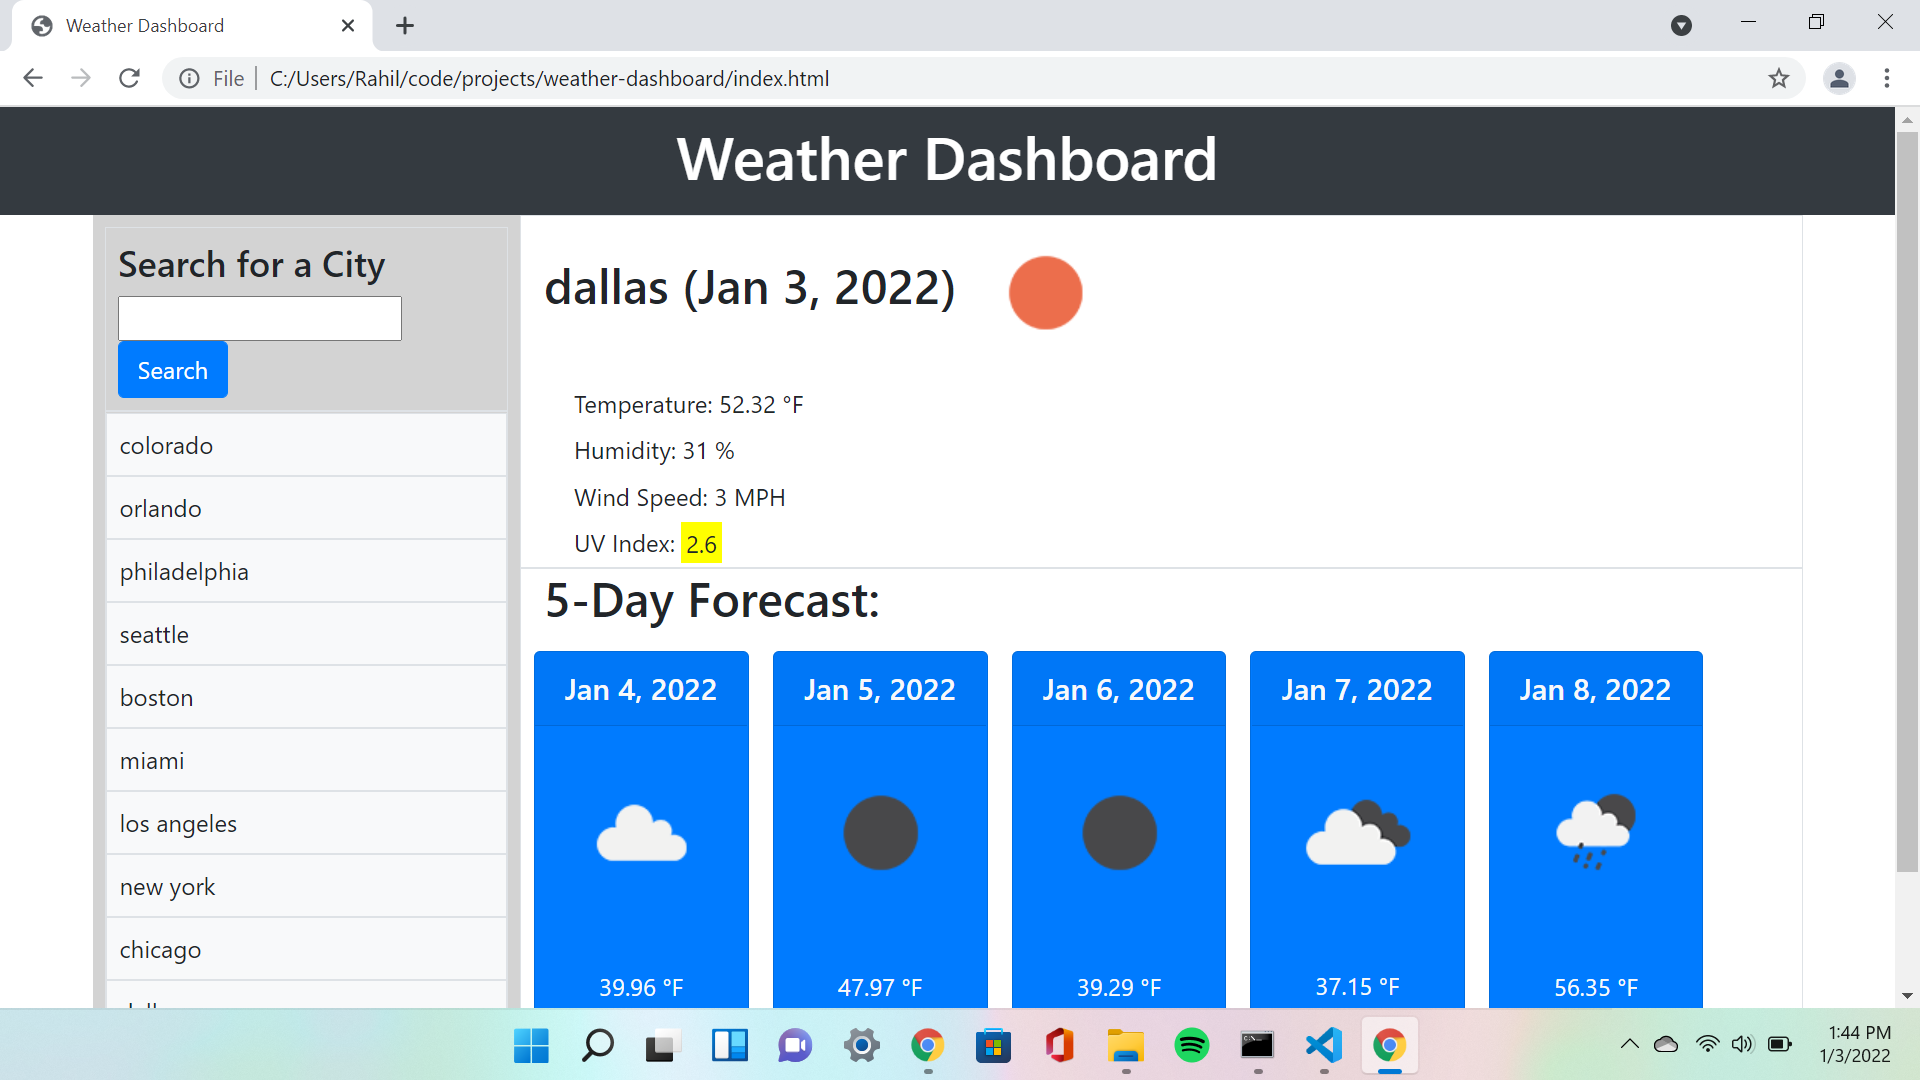 Weather Dashboard
File
C:/Users/Rahil/code/projects/weather-dashboard/index.html
Weather Dashboard
Search for a City
Search
colorado
orlando
philadelphia
seattle
boston
miami
los angeles
new york
chicago
dallas (Jan 3, 2022)
Temperature: 52.32 °F
Humidity: 31 %
Wind Speed: 3 MPH
UV Index: 2.6
5-Day Forecast:
Jan 4, 2022
39.96 °F
Jan 5, 2022
47.97 °F
Jan 6, 2022
39.29 °F
Jan 7, 2022
37.15 °F
Jan 8, 2022
56.35 °F
1:44 PM
1/3/2022